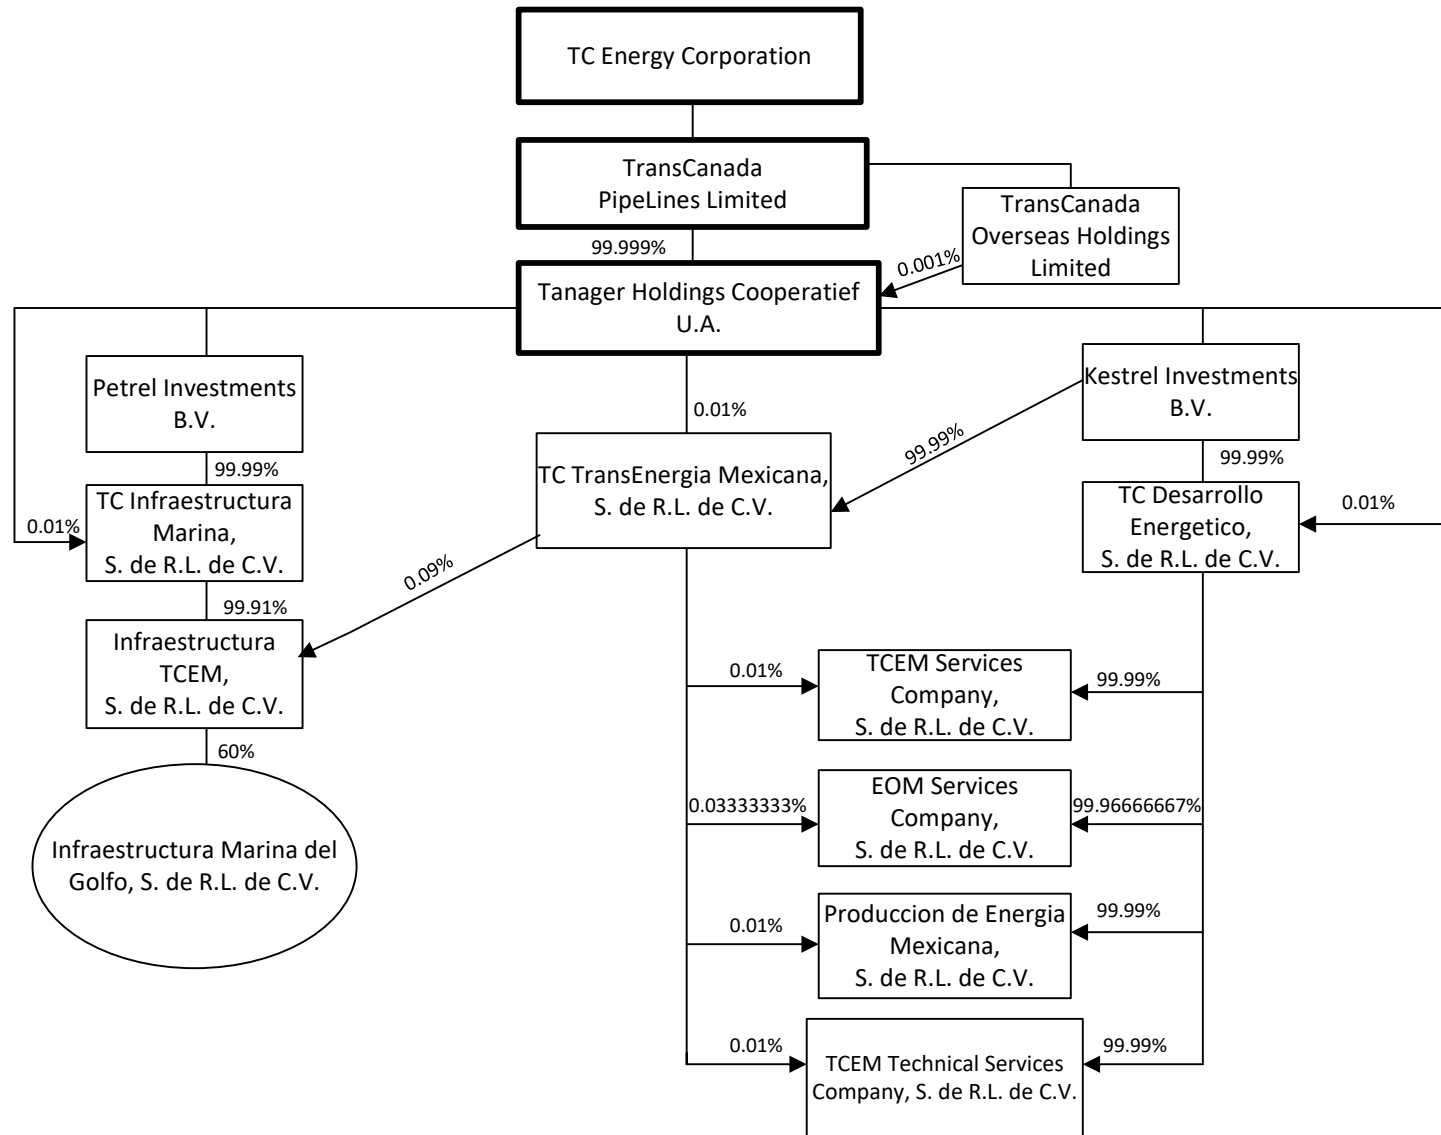 TC Energy Corporation
TransCanada
PipeLines Limited
TransCanada
Overseas Holdings
Limited
99.999%
0.001%
Tanager Holdings Cooperatief
U.A.
Petrel Investments
B.V.
Kestrel Investments
B.V.
0.01%
99.99%
99.99%
99.99%
TC TransEnergia Mexicana,
S. de R.L. de C.V.
TC Infraestructura
Marina,
S. de R.L. de C.V.
0.01%
TC Desarrollo
Energetico,
S. de R.L. de C.V.
0.01%
0.09%
99.91%
Infraestructura
TCEM,
S. de R.L. de C.V.
60%
Infraestructura Marina del
Golfo, S. de R.L. de C.V.
0.01%
TCEM Services
Company,
S. de R.L. de C.V.
99.99%
0.03333333%
EOM Services
Company,
S. de R.L. de C.V.
99.96666667%
0.01%
Produccion de Energia
Mexicana,
S. de R.L. de C.V.
99.99%
0.01%
TCEM Technical Services
Company, S. de R.L. de C.V.
99.99%